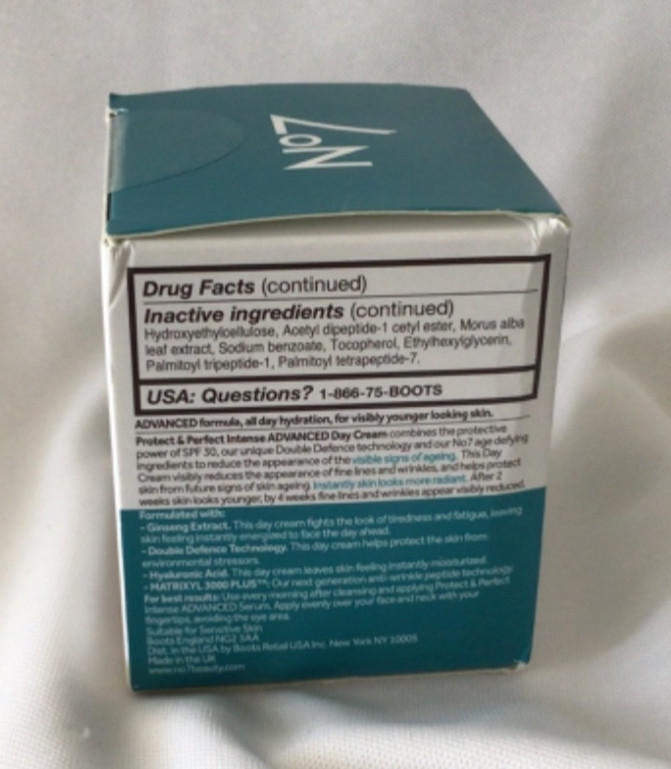 No7
Drug Facts (continued)
Inactive ingredients (continued)
Hydroxyethylcellulose, Acetyl dipeptide-1 cetyl ester, Morus alba
leaf extract, Sodium benzoate, Tocopherol, Ethylhexylglycerin,
Palmitoyl tripeptide-1, Palmitoyl tetrapeptide-7.
USA: Questions? 1-866-75-BOOTS
ADVANCED formula, all day hydration, for visibly younger looking skin.
Protect & Perfect Intense ADVANCED Day Cream combines the protective
power of SPF 30, our unique Double Defence technology and our No7 age defying
ingredients to reduce the appearance of the visible signs of ageing. This Day
Cream visibly reduces the appearance of fine lines and wrinkles, and helps protect
skin from future signs of skin ageing. Instantly skin looks more radiant. After 2
weeks skin looks younger, by 4 weeks fine lines and wrinkles appear visibly reduced.
Formulated with:
- Ginseng Extract. This day cream fights the look of tiredness and fatigue, leaving
skin feeling instantly energized to face the day ahead.
- Double Defence Technology. This day cream helps protect the skin from
environmental stressors.
- Hyaluronic Acid. This day cream leaves skin feeling instantly moisturized.
- MATRIXYL 3000 PLUS™: Our next generation anti-wrinkle peptide technology.
For best results: Use every morning after cleansing and applying Protect & Perfect
Intense ADVANCED Serum. Apply evenly over your face and neck with your
fingertips, avoiding the eye area.
Suitable for Sensitive Skin
Boots England NG2 3AA
Dist. in the USA by Boots Retail USA Inc. New York NY 10005
Made in the UK
www.no7beauty.com